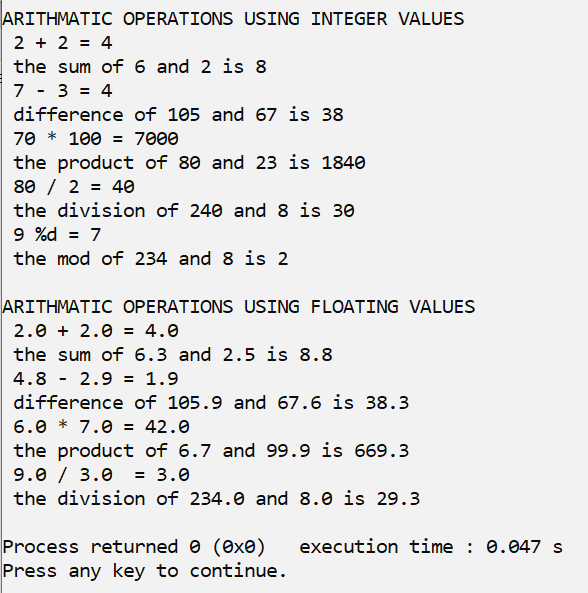 ARITHMATIC OPERATIONS USING INTEGER VALUES
2 + 2 = 4
the sum of 6 and 2 is 8
7 - 3 = 4
difference of 105 and 67 is 38
70 * 100 = 7000
the product of 80 and 23 is 1840
80 / 2 = 40
the division of 240 and 8 is 30
9 %d = 7
the mod of 234 and 8 is 2
ARITHMATIC OPERATIONS USING FLOATING VALUES
2.0 + 2.0 = 4.0
the sum of 6.3 and 2.5 is 8.8
4.8 - 2.9 = 1.9
difference of 105.9 and 67.6 is 38.3
6.0 * 7.0 = 42.0
the product of 6.7 and 99.9 is 669.3
9.0 / 3.0  = 3.0
the division of 234.0 and 8.0 is 29.3
Process returned 0 (0x0)   execution time : 0.047 s
Press any key to continue.